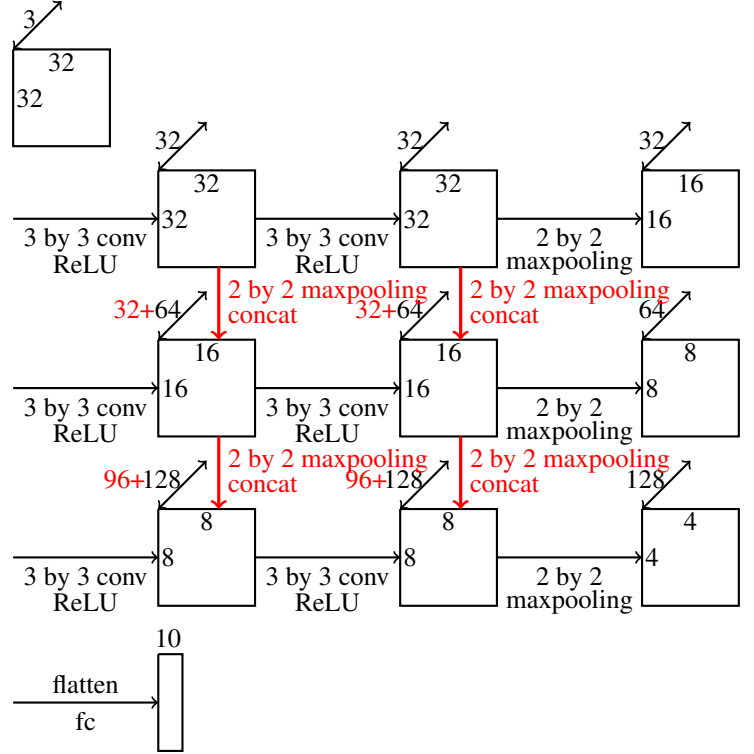 3
32
32
32
32
32
32
32
16
32
32
16
3 by 3 conv
ReLU
3 by 3 conv
ReLU
2 by 2
maxpooling
2 by 2 maxpooling
concat
2 by 2 maxpooling
concat
32+64
32+64
64
16
16
8
16
16
8
3 by 3 conv
ReLU
3 by 3 conv
ReLU
2 by 2
maxpooling
2 by 2 maxpooling
concat
2 by 2 maxpooling
concat
96+128
96+128
128
8
8
4
8
8
4
3 by 3 conv
ReLU
3 by 3 conv
ReLU
2 by 2
maxpooling
10
flatten
fc